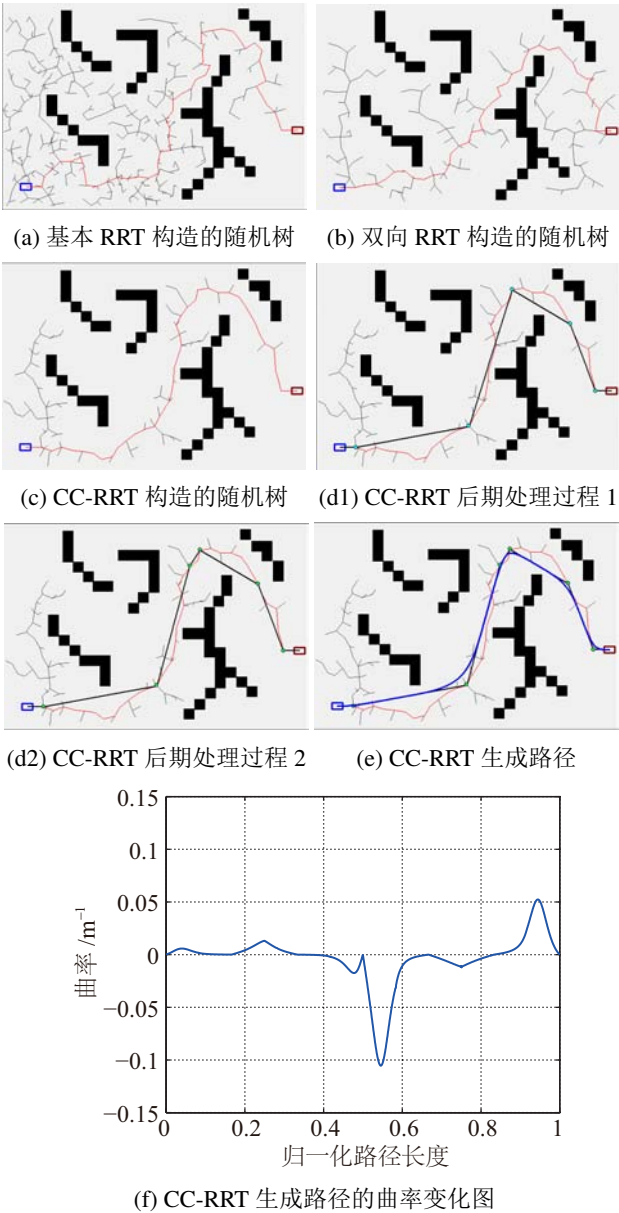 (a) 基本 RRT 构造的随机树
(b) 双向 RRT 构造的随机树
(c) CC-RRT 构造的随机树
(d1) CC-RRT 后期处理过程 1
(d2) CC-RRT 后期处理过程 2
(e) CC-RRT 生成路径
0.15
0.1
0.05
0
−0.05
−0.1
−0.15
曲率 /m⁻¹
0 0.2 0.4 0.6 0.8 1
归一化路径长度
(f) CC-RRT 生成路径的曲率变化图